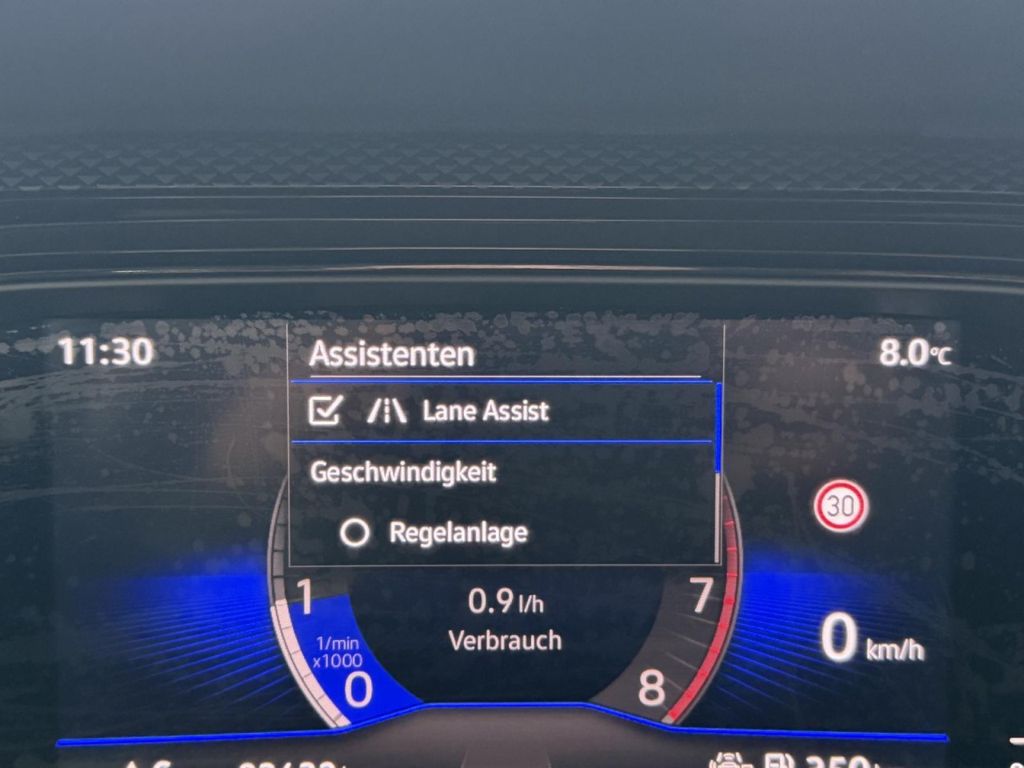 11:30
Assistenten
8.0°C
Lane Assist
Geschwindigkeit
30
Regelanlage
1
0.9 l/h
7
1/min
x1000
Verbrauch
0 km/h
0
8